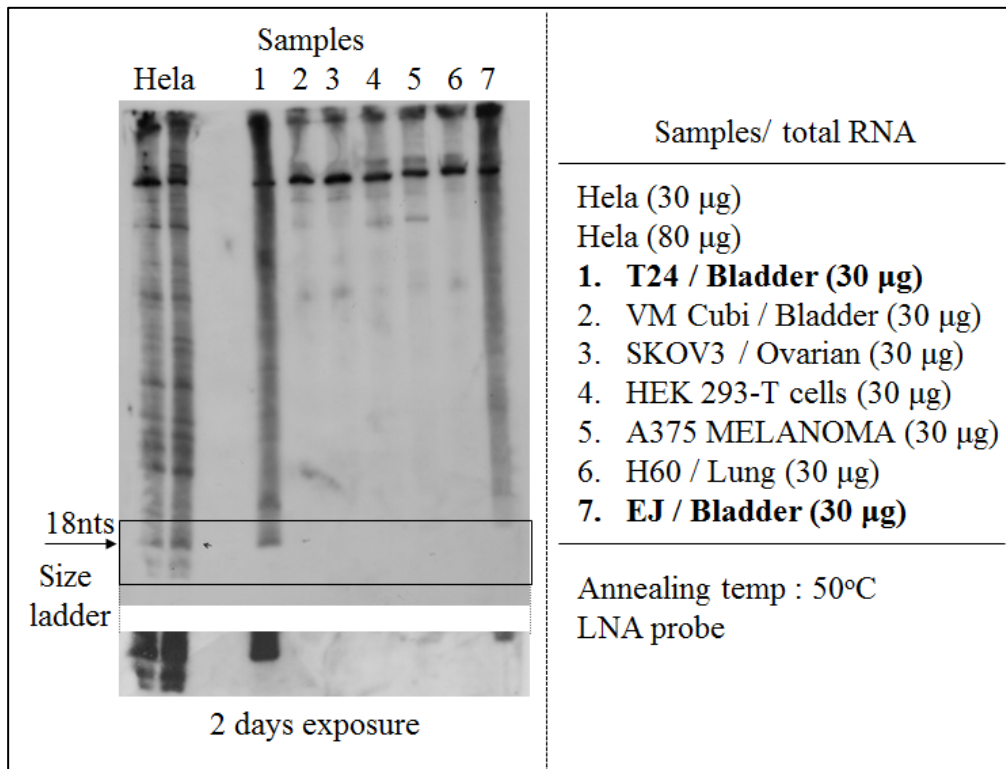 Samples
Hela 1 2 3 4 5 6 7
18nts
Size
ladder
2 days exposure
Samples/ total RNA
Hela (30 μg)
Hela (80 μg)
1. T24 / Bladder (30 μg)
2. VM Cubi / Bladder (30 μg)
3. SKOV3 / Ovarian (30 μg)
4. HEK 293-T cells (30 μg)
5. A375 MELANOMA (30 μg)
6. H60 / Lung (30 μg)
7. EJ / Bladder (30 μg)
Annealing temp : 50ºC
LNA probe